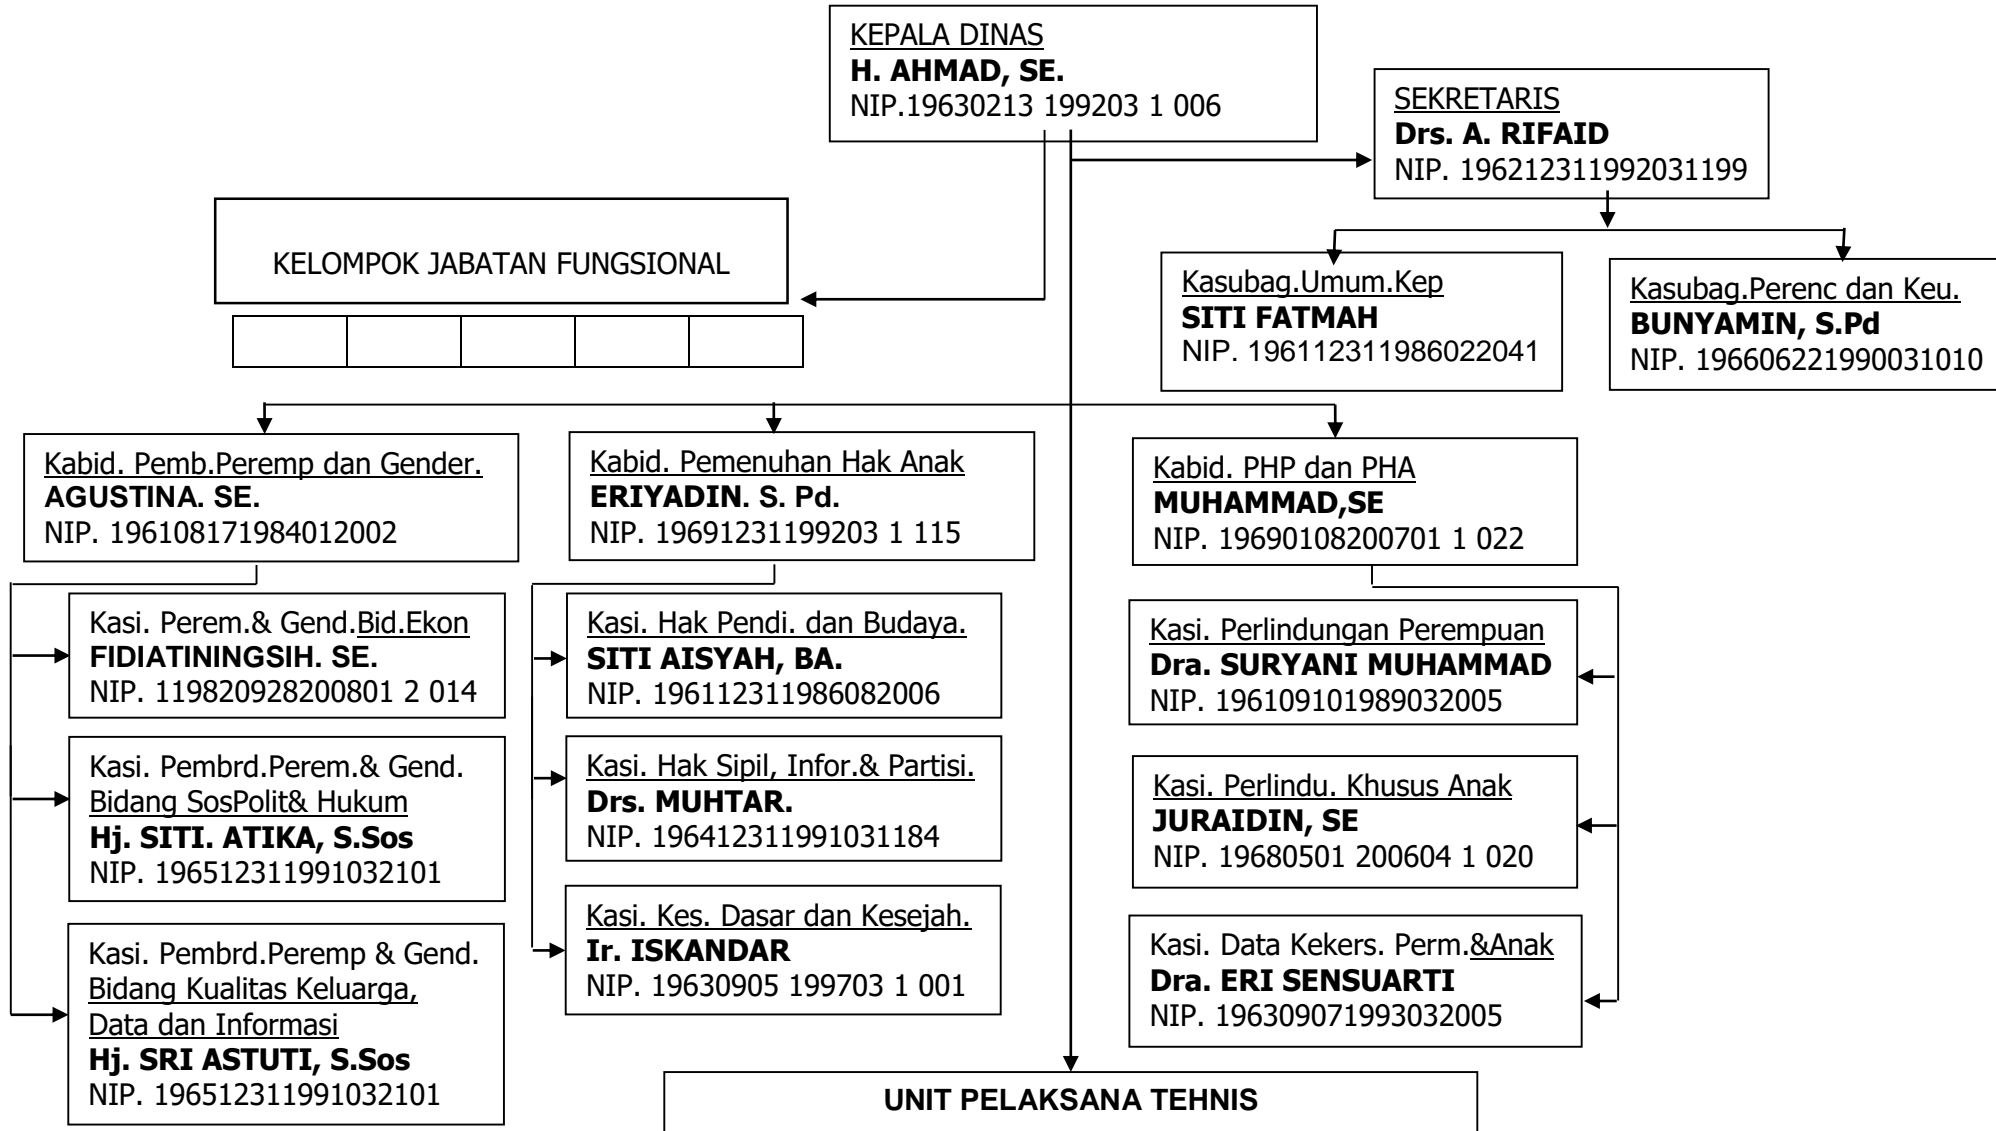 KEPALA DINAS
H. AHMAD, SE.
NIP.19630213 199203 1 006
SEKRETARIS
Drs. A. RIFAID
NIP. 196212311992031199
KELOMPOK JABATAN FUNGSIONAL
Kasubag.Umum.Kep
SITI FATMAH
NIP. 196112311986022041
Kasubag.Perenc dan Keu.
BUNYAMIN, S.Pd
NIP. 196606221990031010
Kabid. Pemb.Peremp dan Gender.
AGUSTINA. SE.
NIP. 196108171984012002
Kabid. Pemenuhan Hak Anak
ERIYADIN. S. Pd.
NIP. 19691231199203 1 115
Kabid. PHP dan PHA
MUHAMMAD,SE
NIP. 19690108200701 1 022
Kasi. Perem.& Gend.Bid.Ekon
FIDIATININGSIH. SE.
NIP. 119820928200801 2 014
Kasi. Pembrd.Perem.& Gend.
Bidang SosPolit& Hukum
Hj. SITI. ATIKA, S.Sos
NIP. 196512311991032101
Kasi. Pembrd.Peremp & Gend.
Bidang Kualitas Keluarga,
Data dan Informasi
Hj. SRI ASTUTI, S.Sos
NIP. 196512311991032101
Kasi. Hak Pendi. dan Budaya.
SITI AISYAH, BA.
NIP. 196112311986082006
Kasi. Hak Sipil, Infor.& Partisi.
Drs. MUHTAR.
NIP. 196412311991031184
Kasi. Kes. Dasar dan Kesejah.
Ir. ISKANDAR
NIP. 19630905 199703 1 001
Kasi. Perlindungan Perempuan
Dra. SURYANI MUHAMMAD
NIP. 196109101989032005
Kasi. Perlindu. Khusus Anak
JURAIDIN, SE
NIP. 19680501 200604 1 020
Kasi. Data Kekers. Perm.&Anak
Dra. ERI SENSUARTI
NIP. 196309071993032005
UNIT PELAKSANA TEHNIS